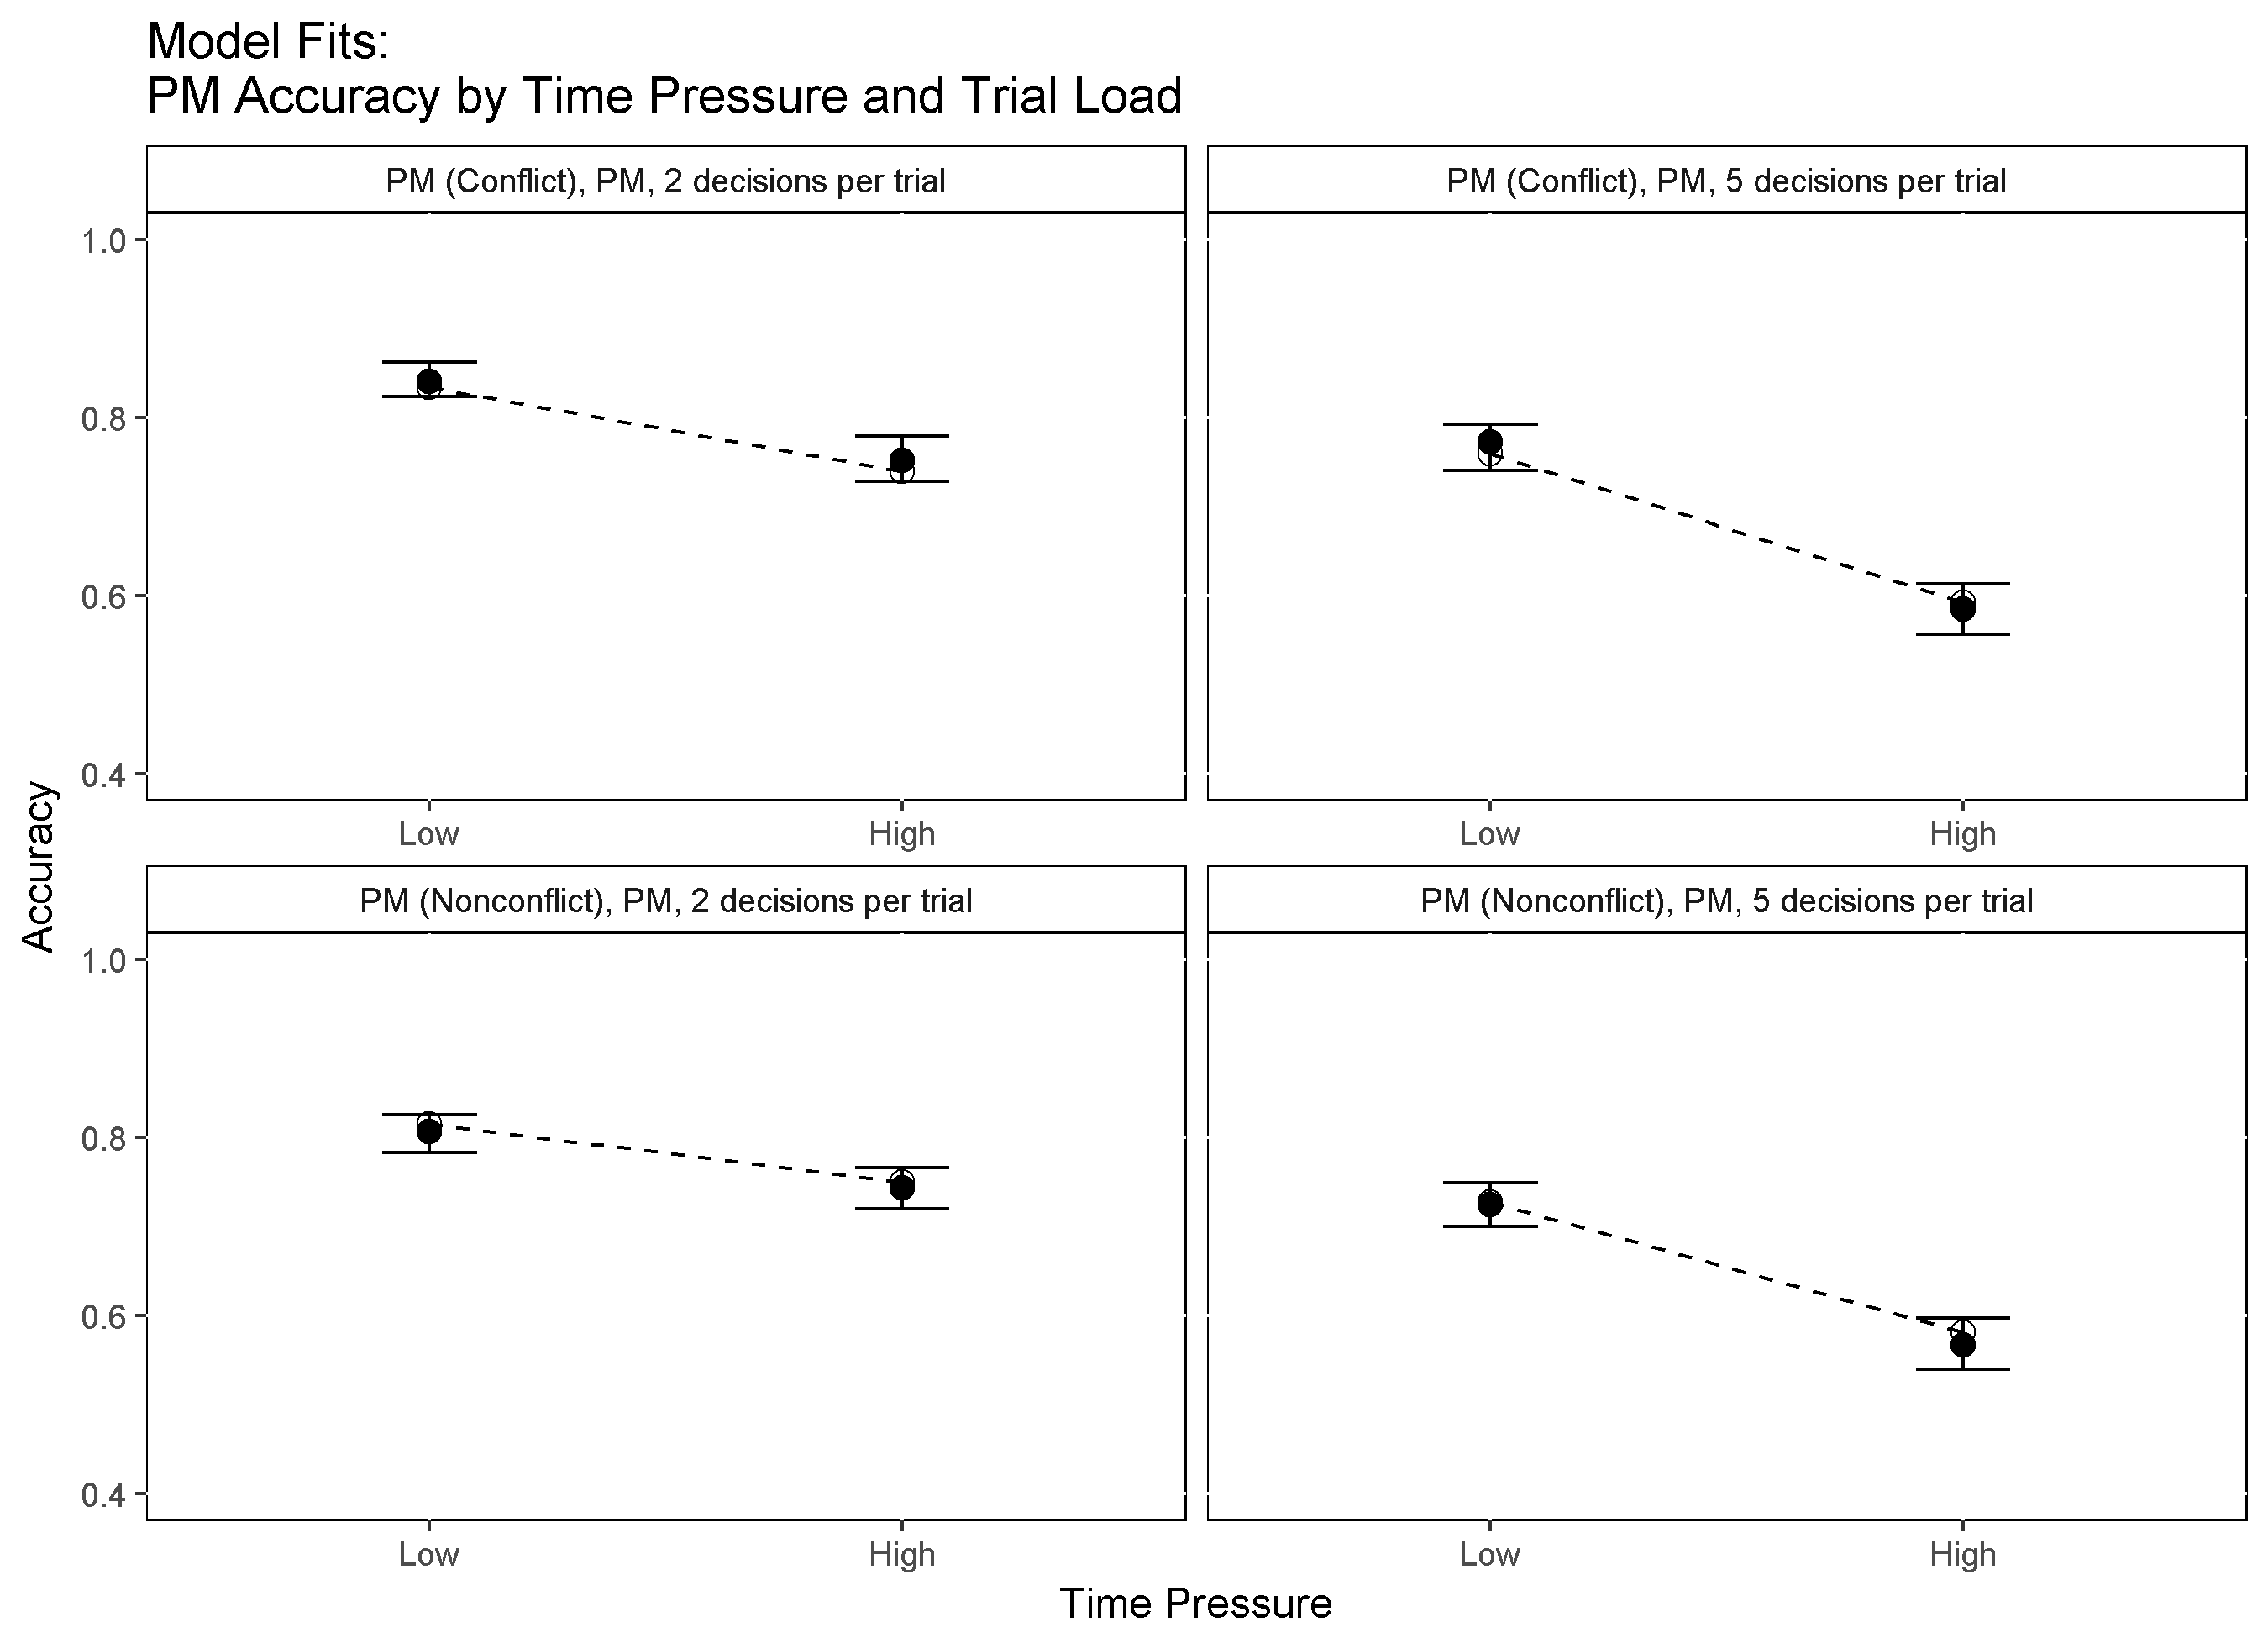 Model Fits:
PM Accuracy by Time Pressure and Trial Load
PM (Conflict), PM, 2 decisions per trial
PM (Conflict), PM, 5 decisions per trial
1.0
0.8
0.6
0.4
Low
High
Low
High
Accuracy
PM (Nonconflict), PM, 2 decisions per trial
PM (Nonconflict), PM, 5 decisions per trial
1.0
0.8
0.6
0.4
Low
High
Low
High
Time Pressure